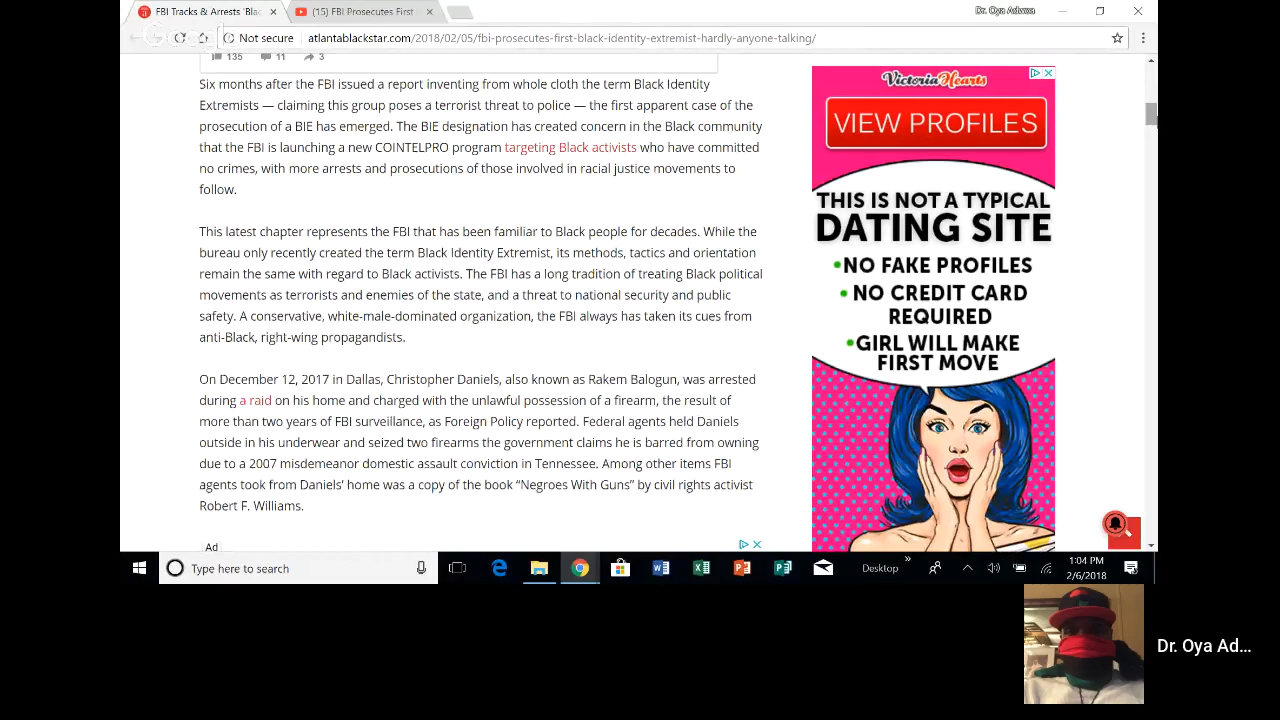 FBI Tracks & Arrests 'Blac
(15) FBI Prosecutes First
Dr. Oya Advova
Not secure
atlantablackstar.com/2018/02/05/fbi-prosecutes-first-black-identity-extremist-hardly-anyone-talking/
135 11 3
Six months after the FBI issued a report inventing from whole cloth the term Black Identity
Extremists — claiming this group poses a terrorist threat to police — the first apparent case of the
prosecution of a BIE has emerged. The BIE designation has created concern in the Black community
that the FBI is launching a new COINTELPRO program targeting Black activists who have committed
no crimes, with more arrests and prosecutions of those involved in racial justice movements to
follow.
This latest chapter represents the FBI that has been familiar to Black people for decades. While the
bureau only recently created the term Black Identity Extremist, its methods, tactics and orientation
remain the same with regard to Black activists. The FBI has a long tradition of treating Black political
movements as terrorists and enemies of the state, and a threat to national security and public
safety. A conservative, white-male-dominated organization, the FBI always has taken its cues from
anti-Black, right-wing propagandists.
On December 12, 2017 in Dallas, Christopher Daniels, also known as Rakem Balogun, was arrested
during a raid on his home and charged with the unlawful possession of a firearm, the result of
more than two years of FBI surveillance, as Foreign Policy reported. Federal agents held Daniels
outside in his underwear and seized two firearms the government claims he is barred from owning
due to a 2007 misdemeanor domestic assault conviction in Tennessee. Among other items FBI
agents took from Daniels' home was a copy of the book “Negroes With Guns” by civil rights activist
Robert F. Williams.
Ad
VictoriaHearts
VIEW PROFILES
THIS IS NOT A TYPICAL
DATING SITE
•NO FAKE PROFILES
• NO CREDIT CARD
REQUIRED
•GIRL WILL MAKE
FIRST MOVE
Type here to search
Desktop
1:04 PM
2/6/2018
Dr. Oya Ad...